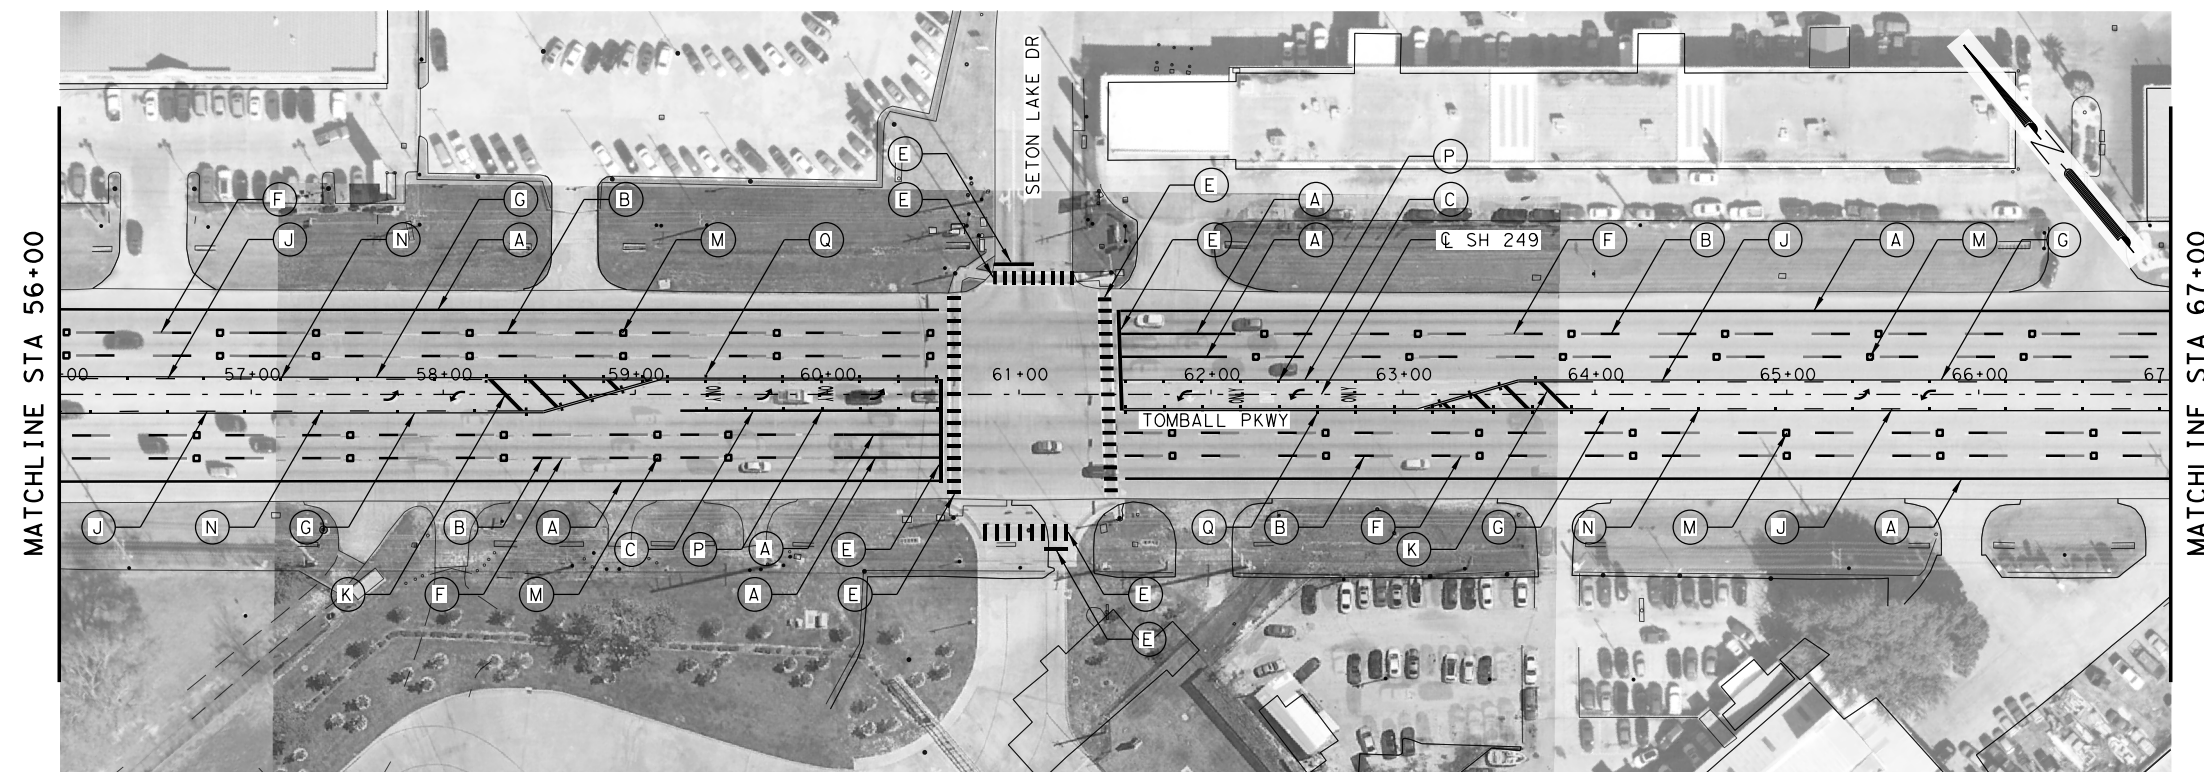 MATCHLINE STA 56+00
SETON LAKE DR
E
P
E
F G B E A C
J N A M Q E A ℄ SH 249 F B J A M G
+00 57+00 58+00 59+00 60+00 61+00 62+00 63+00 64+00 65+00 66+00 67
ONLY ONLY ONLY ONLY
TOMBALL PKWY
J N G B A Q B F G N M J A
C P A E K
K F M A E E
E
MATCHLINE STA 67+00